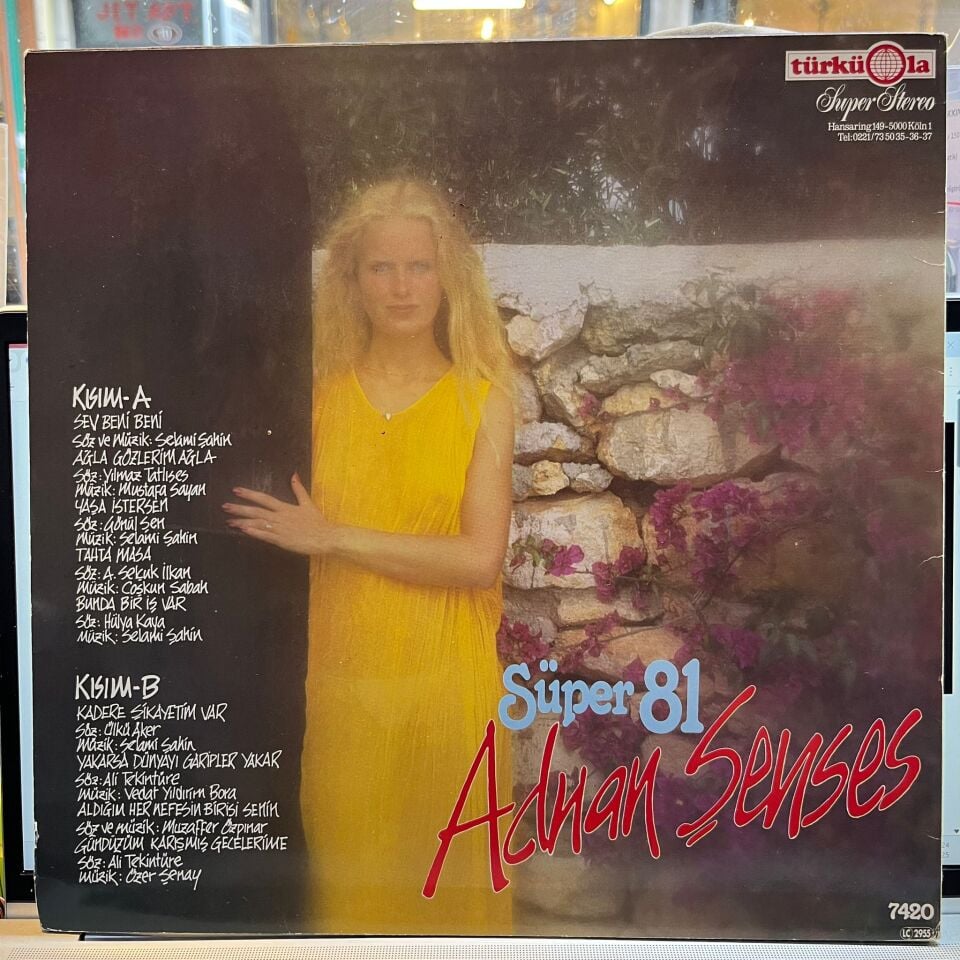 türküola
Super Stereo
Hansaring 149-5000 Köln 1
Tel:0221/73 50 35-36-37
KISIM-A
SEV BENİ BENİ
Söz ve Müzik: Selami Şahin
AĞLA GÖZLERİM AĞLA
Söz: Yılmaz Tatlıses
Müzik: Mustafa Sayan
YAŞA İSTERSEN
Söz: Gönül Şen
Müzik: Selami Şahin
TAHTA MASA
Söz: A. Selçuk İlkan
Müzik: Coşkun Sabah
BUNDA BİR İŞ VAR
Söz: Hülya Kaya
Müzik: Selami Şahin
KISIM-B
KADERE ŞİKAYETİM VAR
Söz: Ülkü Aker
Müzik: Selami Şahin
YAKARSA DÜNYAYI GARİPLER YAKAR
Söz: Ali Tekintüre
Müzik: Vedat Yıldırım Bora
ALDIĞIM HER NEFESİN BİRİSİ SENİN
Söz ve müzik: Muzaffer Özpınar
GÜNDÜZÜM KARIŞMIŞ GECELERİME
Söz: Ali Tekintüre
Müzik: Özer Şenay
Süper 81
Adnan Şenses
7420
LC 2955